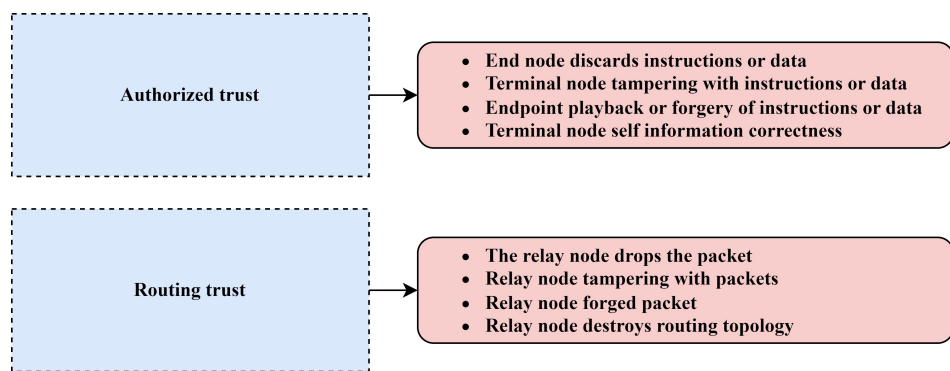 Authorized trust
• End node discards instructions or data
• Terminal node tampering with instructions or data
• Endpoint playback or forgery of instructions or data
• Terminal node self information correctness
Routing trust
• The relay node drops the packet
• Relay node tampering with packets
• Relay node forged packet
• Relay node destroys routing topology